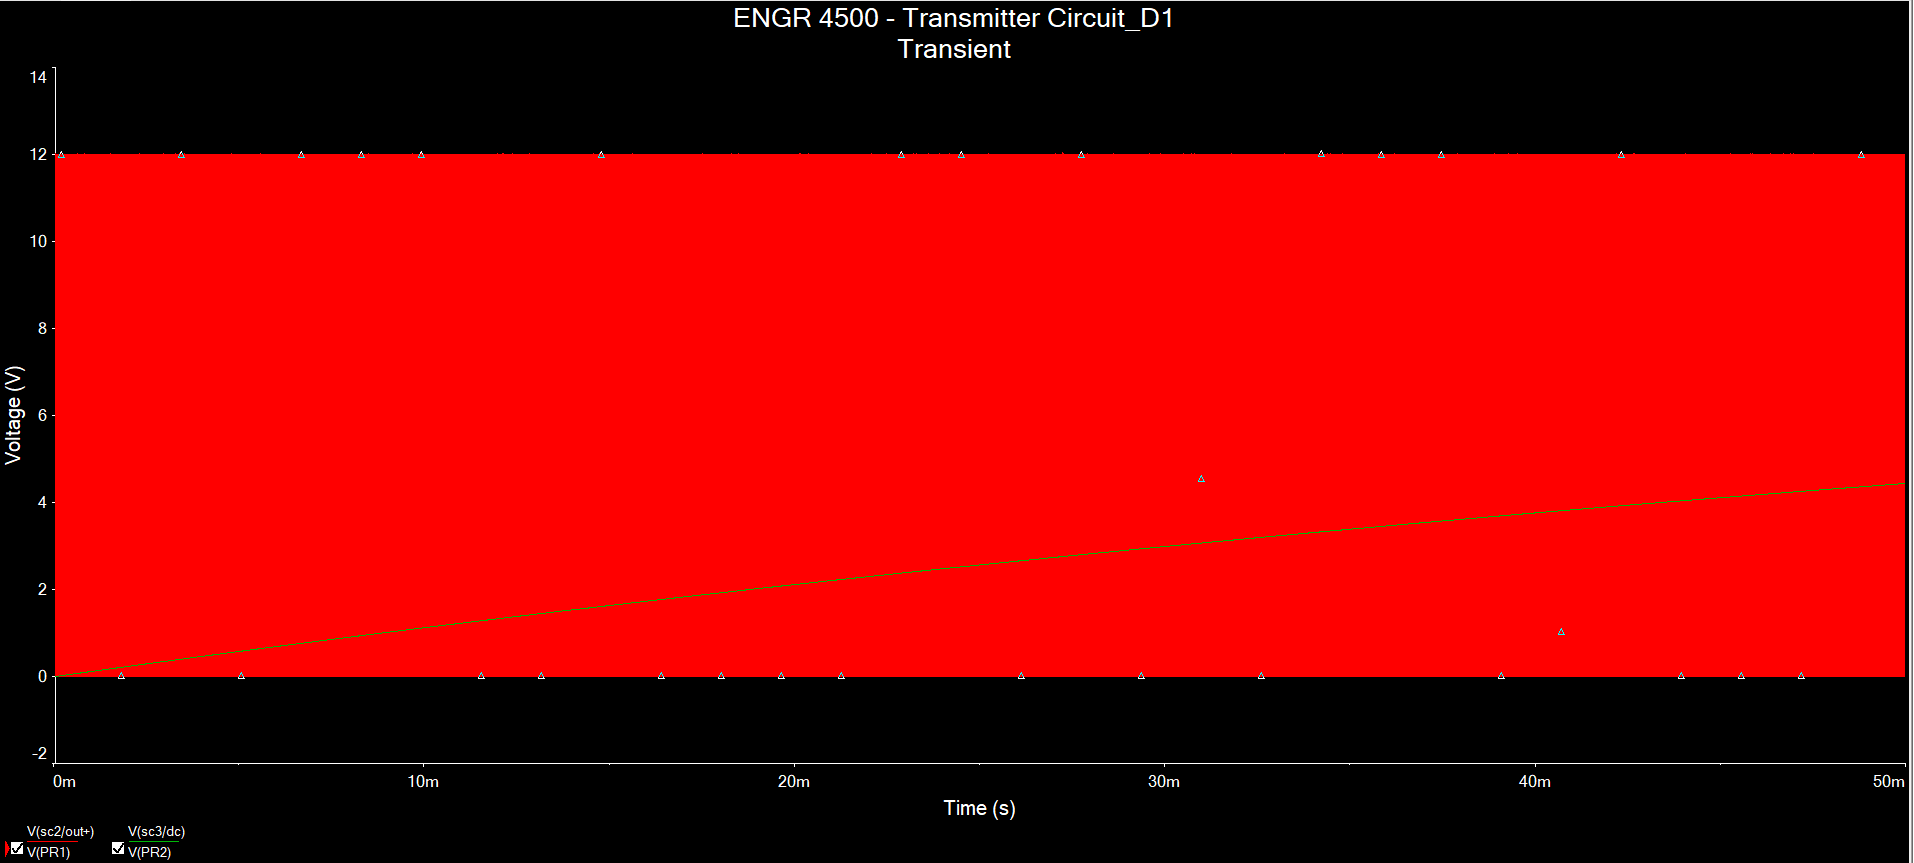 ENGR 4500 - Transmitter Circuit_D1
Transient
14
12
10
8
6
4
2
0
-2
Voltage (V)
0m 10m 20m 30m 40m 50m
Time (s)
V(sc2/out+) V(sc3/dc)
V(PR1) V(PR2)